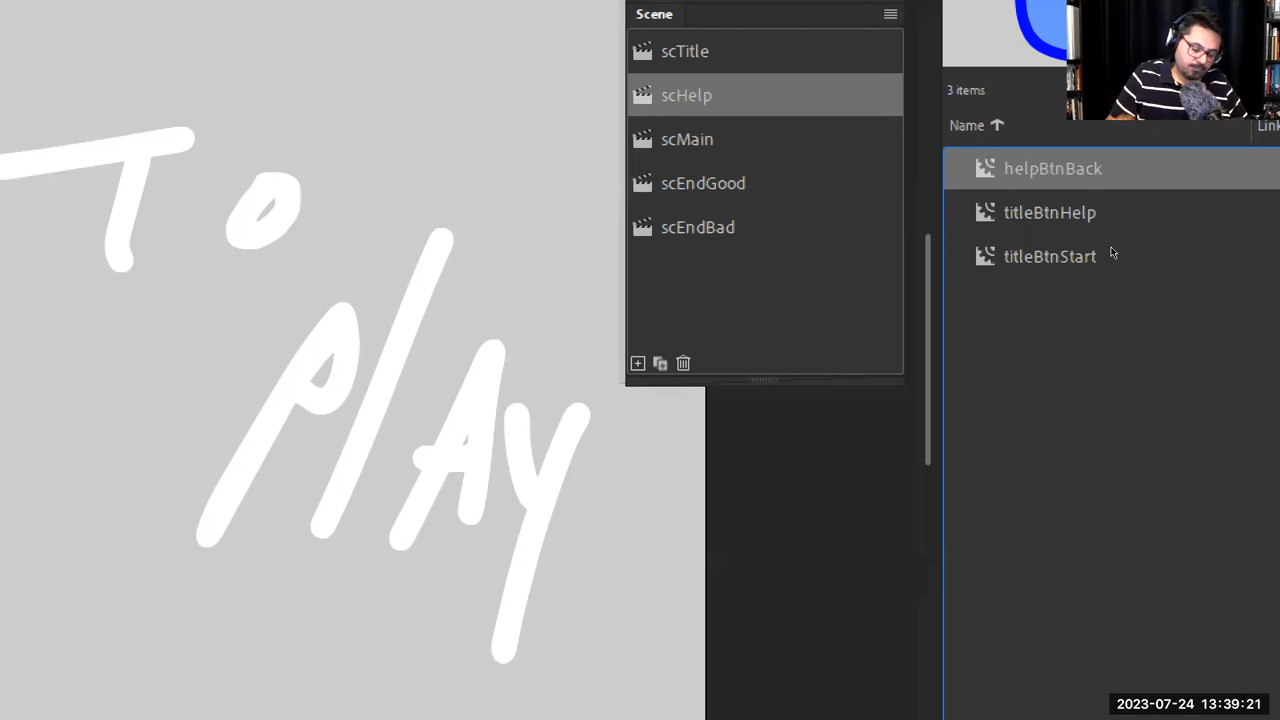 Scene
scTitle
scHelp
scMain
scEndGood
scEndBad
3 items
Name
helpBtnBack
titleBtnHelp
titleBtnStart
TO
PlAy
2023-07-24 13:39:21